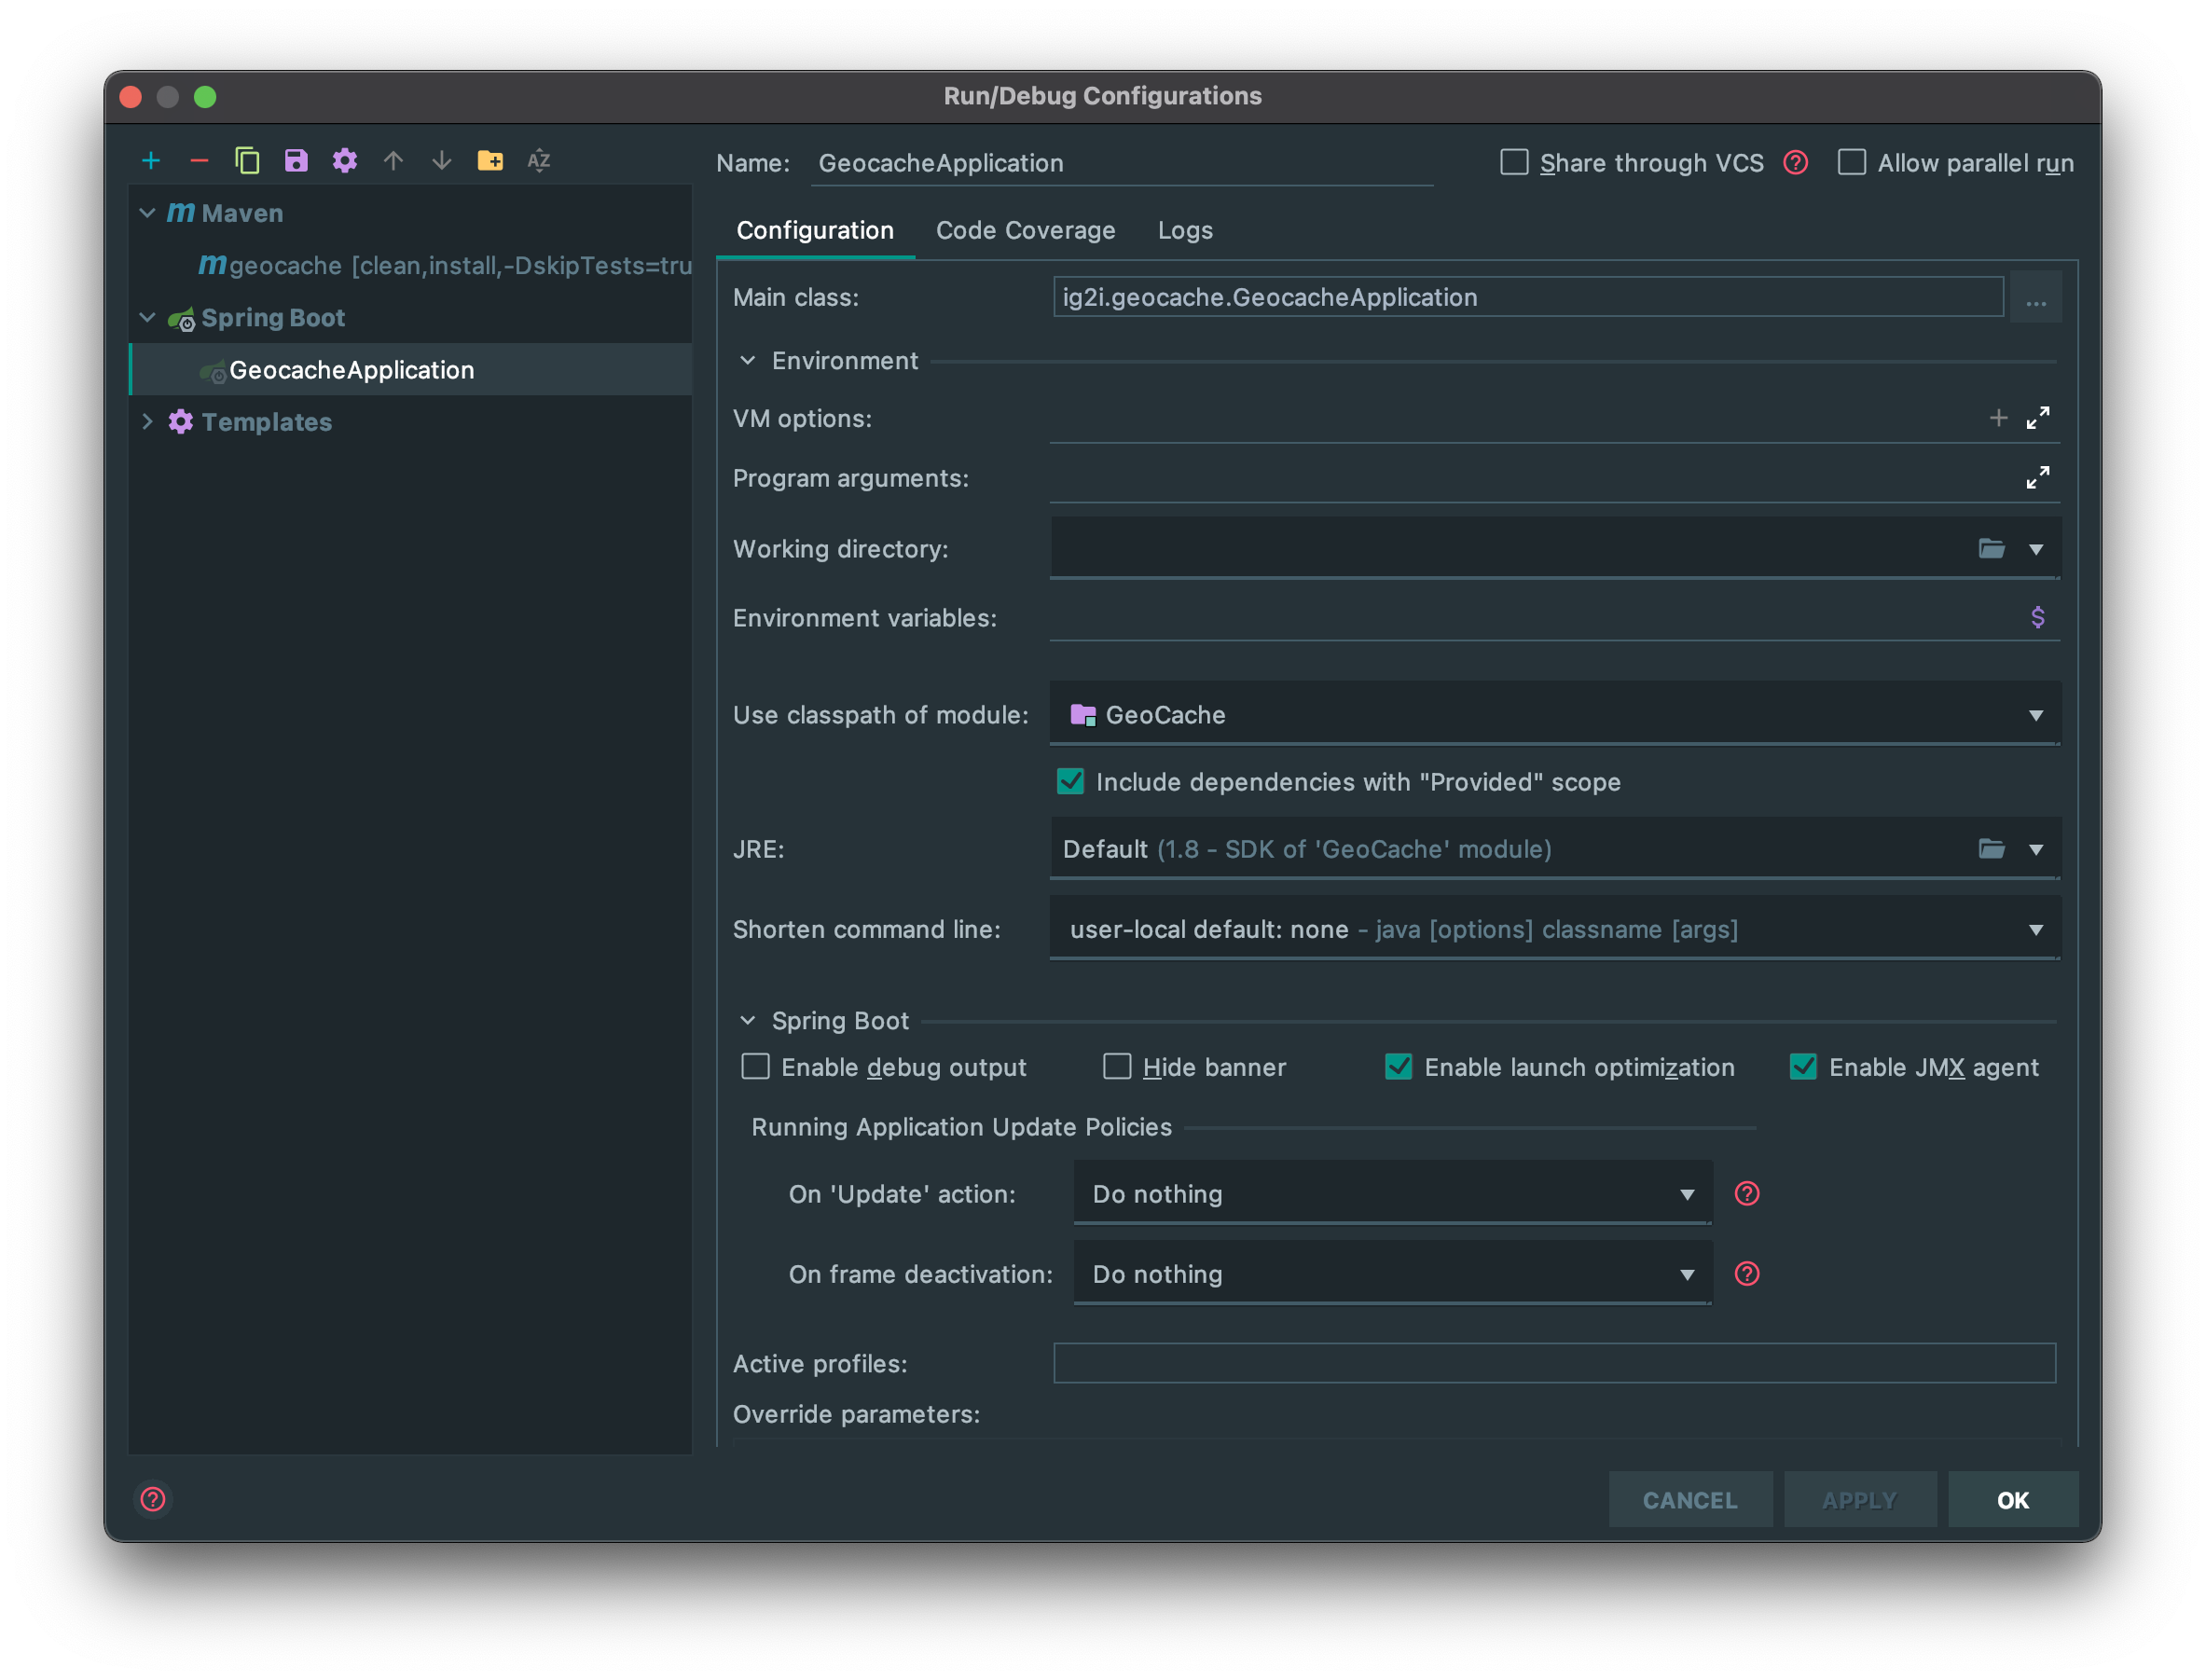 Run/Debug Configurations
Name: GeocacheApplication
Share through VCS
Allow parallel run
Maven
geocache [clean,install,-DskipTests=tru
Spring Boot
GeocacheApplication
Templates
Configuration Code Coverage Logs
Main class: ig2i.geocache.GeocacheApplication ...
Environment
VM options:
Program arguments:
Working directory:
Environment variables:
Use classpath of module: GeoCache
Include dependencies with "Provided" scope
JRE: Default (1.8 - SDK of 'GeoCache' module)
Shorten command line: user-local default: none - java [options] classname [args]
Spring Boot
Enable debug output Hide banner Enable launch optimization Enable JMX agent
Running Application Update Policies
On 'Update' action: Do nothing
On frame deactivation: Do nothing
Active profiles:
Override parameters:
CANCEL APPLY OK